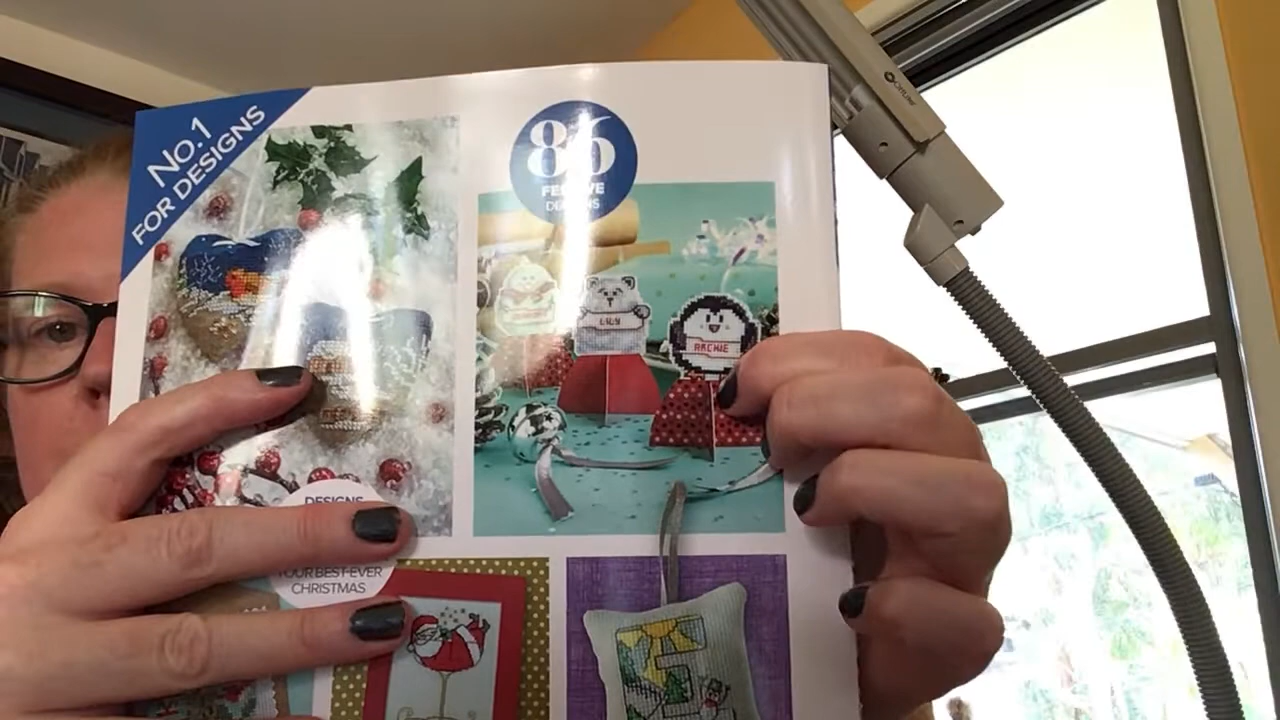 No.1
FOR DESIGNS
86
FESTIVE
DESIGNS
LILY
ARCHIE
DESIGNS
YOUR BEST-EVER
CHRISTMAS